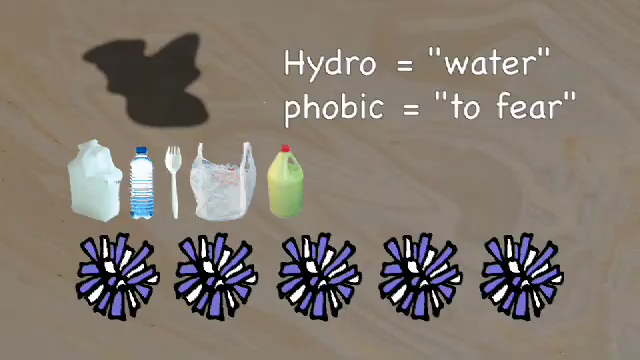 Hydro = "water"
phobic = "to fear"